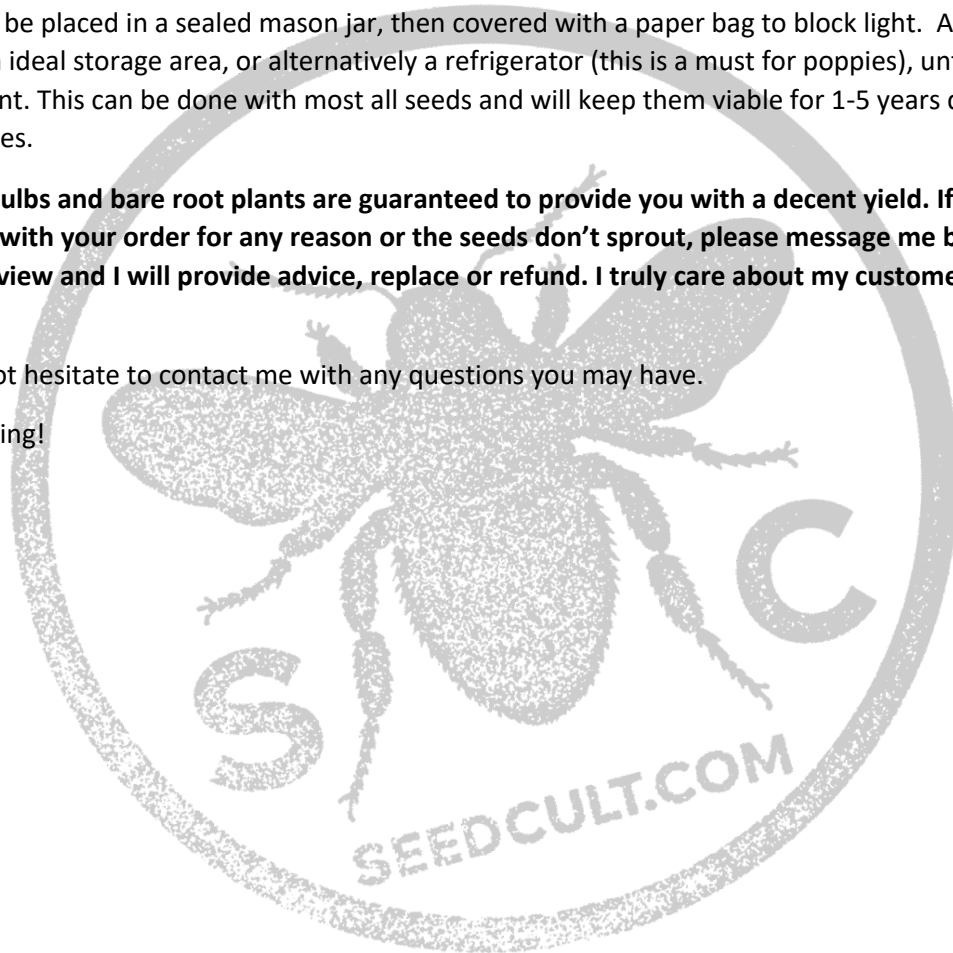 be placed in a sealed mason jar, then covered with a paper bag to block light. A
ideal storage area, or alternatively a refrigerator (this is a must for poppies), un
nt. This can be done with most all seeds and will keep them viable for 1-5 years
es.
ulbs and bare root plants are guaranteed to provide you with a decent yield. If
with your order for any reason or the seeds don’t sprout, please message me b
view and I will provide advice, replace or refund. I truly care about my custome
ot hesitate to contact me with any questions you may have.
ing!
S C
SEEDCULT.COM